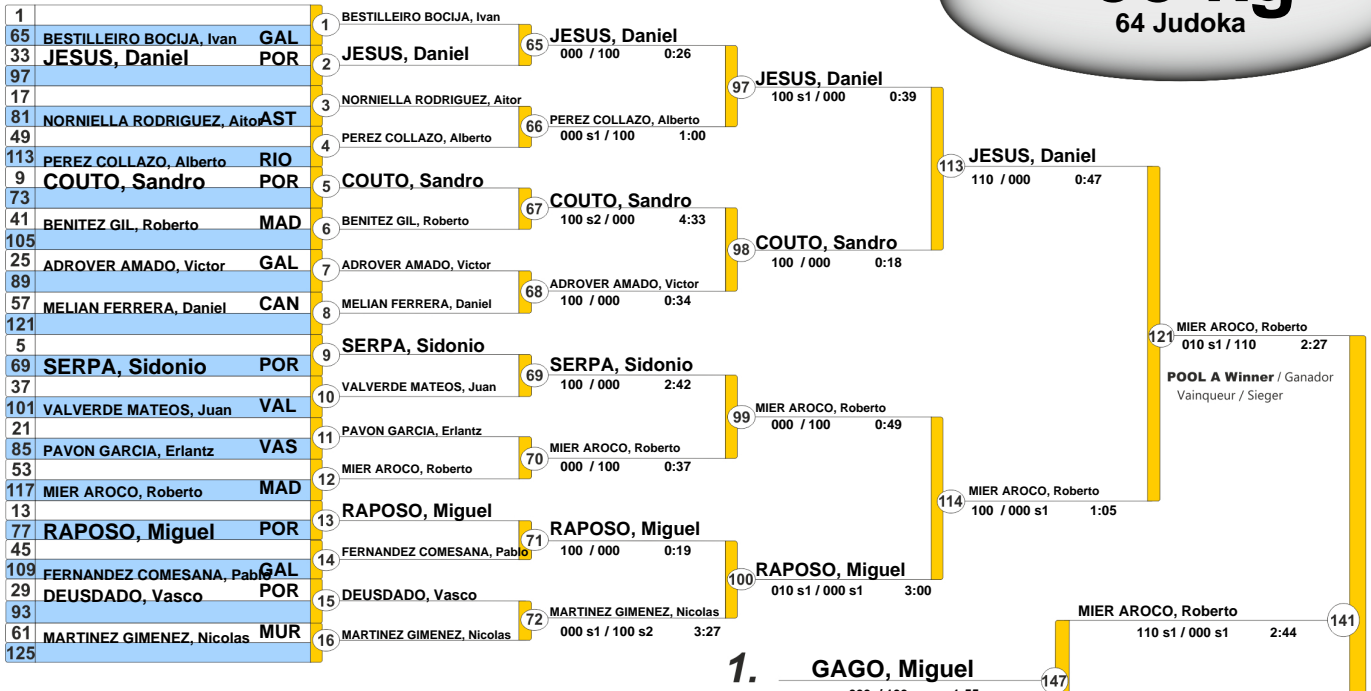 64 Judoka
1
65 BESTILLEIRO BOCIJA, Ivan GAL
33 JESUS, Daniel POR
97
17
81 NORNIELLA RODRIGUEZ, Aitor AST
49
113 PEREZ COLLAZO, Alberto RIO
9 COUTO, Sandro POR
73
41 BENITEZ GIL, Roberto MAD
105
25 ADROVER AMADO, Victor GAL
89
57 MELIAN FERRERA, Daniel CAN
121
5
69 SERPA, Sidonio POR
37
101 VALVERDE MATEOS, Juan VAL
21
85 PAVON GARCIA, Erlantz VAS
53
117 MIER AROCO, Roberto MAD
13
77 RAPOSO, Miguel POR
45
109 FERNANDEZ COMESANA, Pablo GAL
29 DEUSDADO, Vasco POR
93
61 MARTINEZ GIMENEZ, Nicolas MUR
125
1 BESTILLEIRO BOCIJA, Ivan
2 JESUS, Daniel
3 NORNIELLA RODRIGUEZ, Aitor
4 PEREZ COLLAZO, Alberto
5 COUTO, Sandro
6 BENITEZ GIL, Roberto
7 ADROVER AMADO, Victor
8 MELIAN FERRERA, Daniel
9 SERPA, Sidonio
10 VALVERDE MATEOS, Juan
11 PAVON GARCIA, Erlantz
12 MIER AROCO, Roberto
13 RAPOSO, Miguel
14 FERNANDEZ COMESANA, Pablo
15 DEUSDADO, Vasco
16 MARTINEZ GIMENEZ, Nicolas
65 JESUS, Daniel
000 / 100 0:26
66 PEREZ COLLAZO, Alberto
000 s1 / 100 1:00
67 COUTO, Sandro
100 s2 / 000 4:33
68 ADROVER AMADO, Victor
100 / 000 0:34
69 SERPA, Sidonio
100 / 000 2:42
70 MIER AROCO, Roberto
000 / 100 0:37
71 RAPOSO, Miguel
100 / 000 0:19
72 MARTINEZ GIMENEZ, Nicolas
000 s1 / 100 s2 3:27
97 JESUS, Daniel
100 s1 / 000 0:39
98 COUTO, Sandro
100 / 000 0:18
99 MIER AROCO, Roberto
000 / 100 0:49
100 RAPOSO, Miguel
010 s1 / 000 s1 3:00
113 JESUS, Daniel
110 / 000 0:47
114 MIER AROCO, Roberto
100 / 000 s1 1:05
121 MIER AROCO, Roberto
010 s1 / 110 2:27
POOL A Winner / Ganador
Vainqueur / Sieger
MIER AROCO, Roberto 141
110 s1 / 000 s1 2:44
1. GAGO, Miguel 147